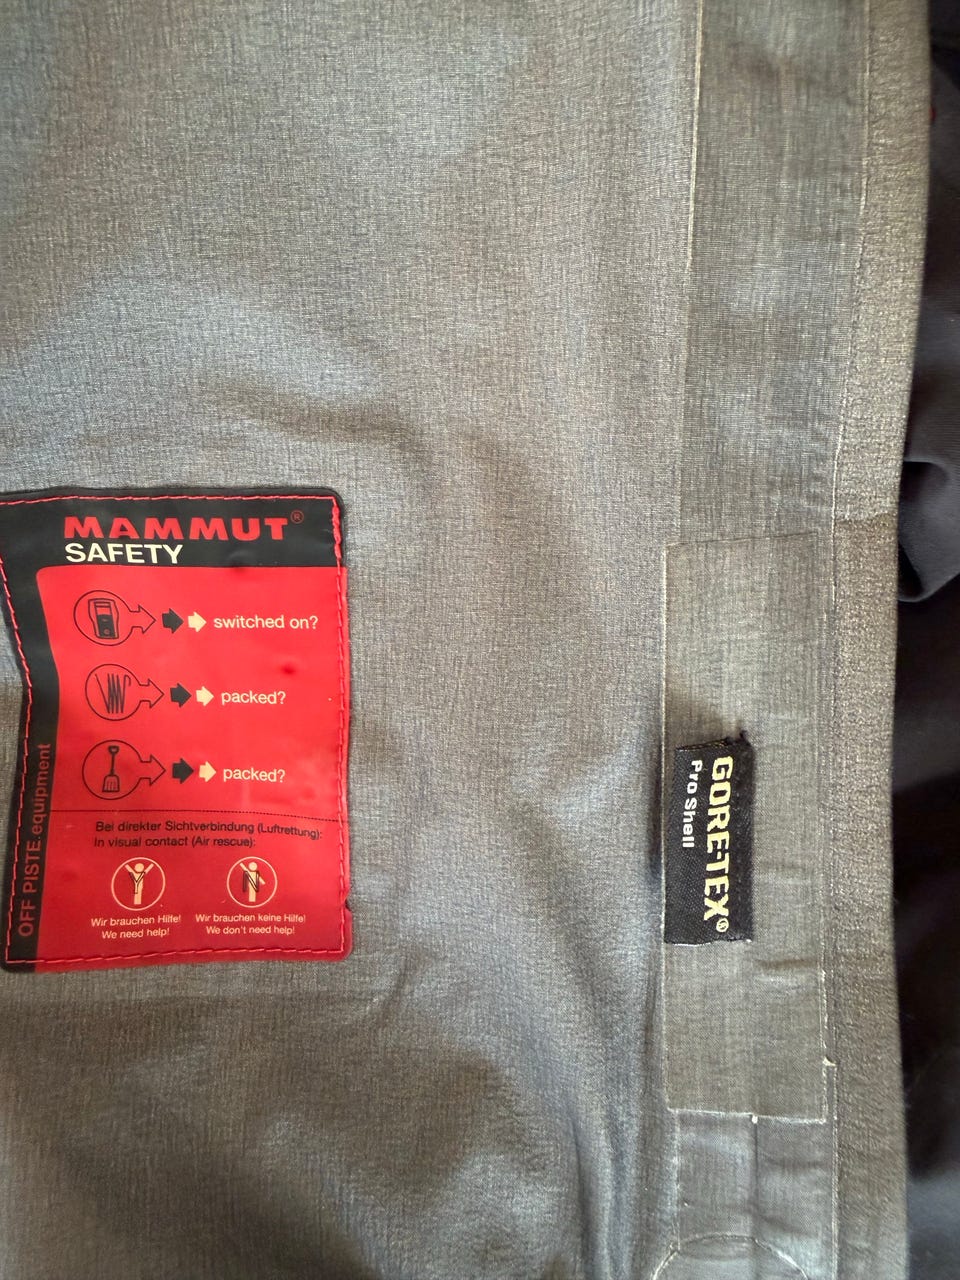 MAMMUT®
SAFETY
switched on?
packed?
packed?
OFF PISTE.equipment
Bei direkter Sichtverbindung (Luftrettung):
In visual contact (Air rescue):
Wir brauchen Hilfe!
We need help!
Wir brauchen keine Hilfe!
We don't need help!
GORE-TEX®
Pro Shell